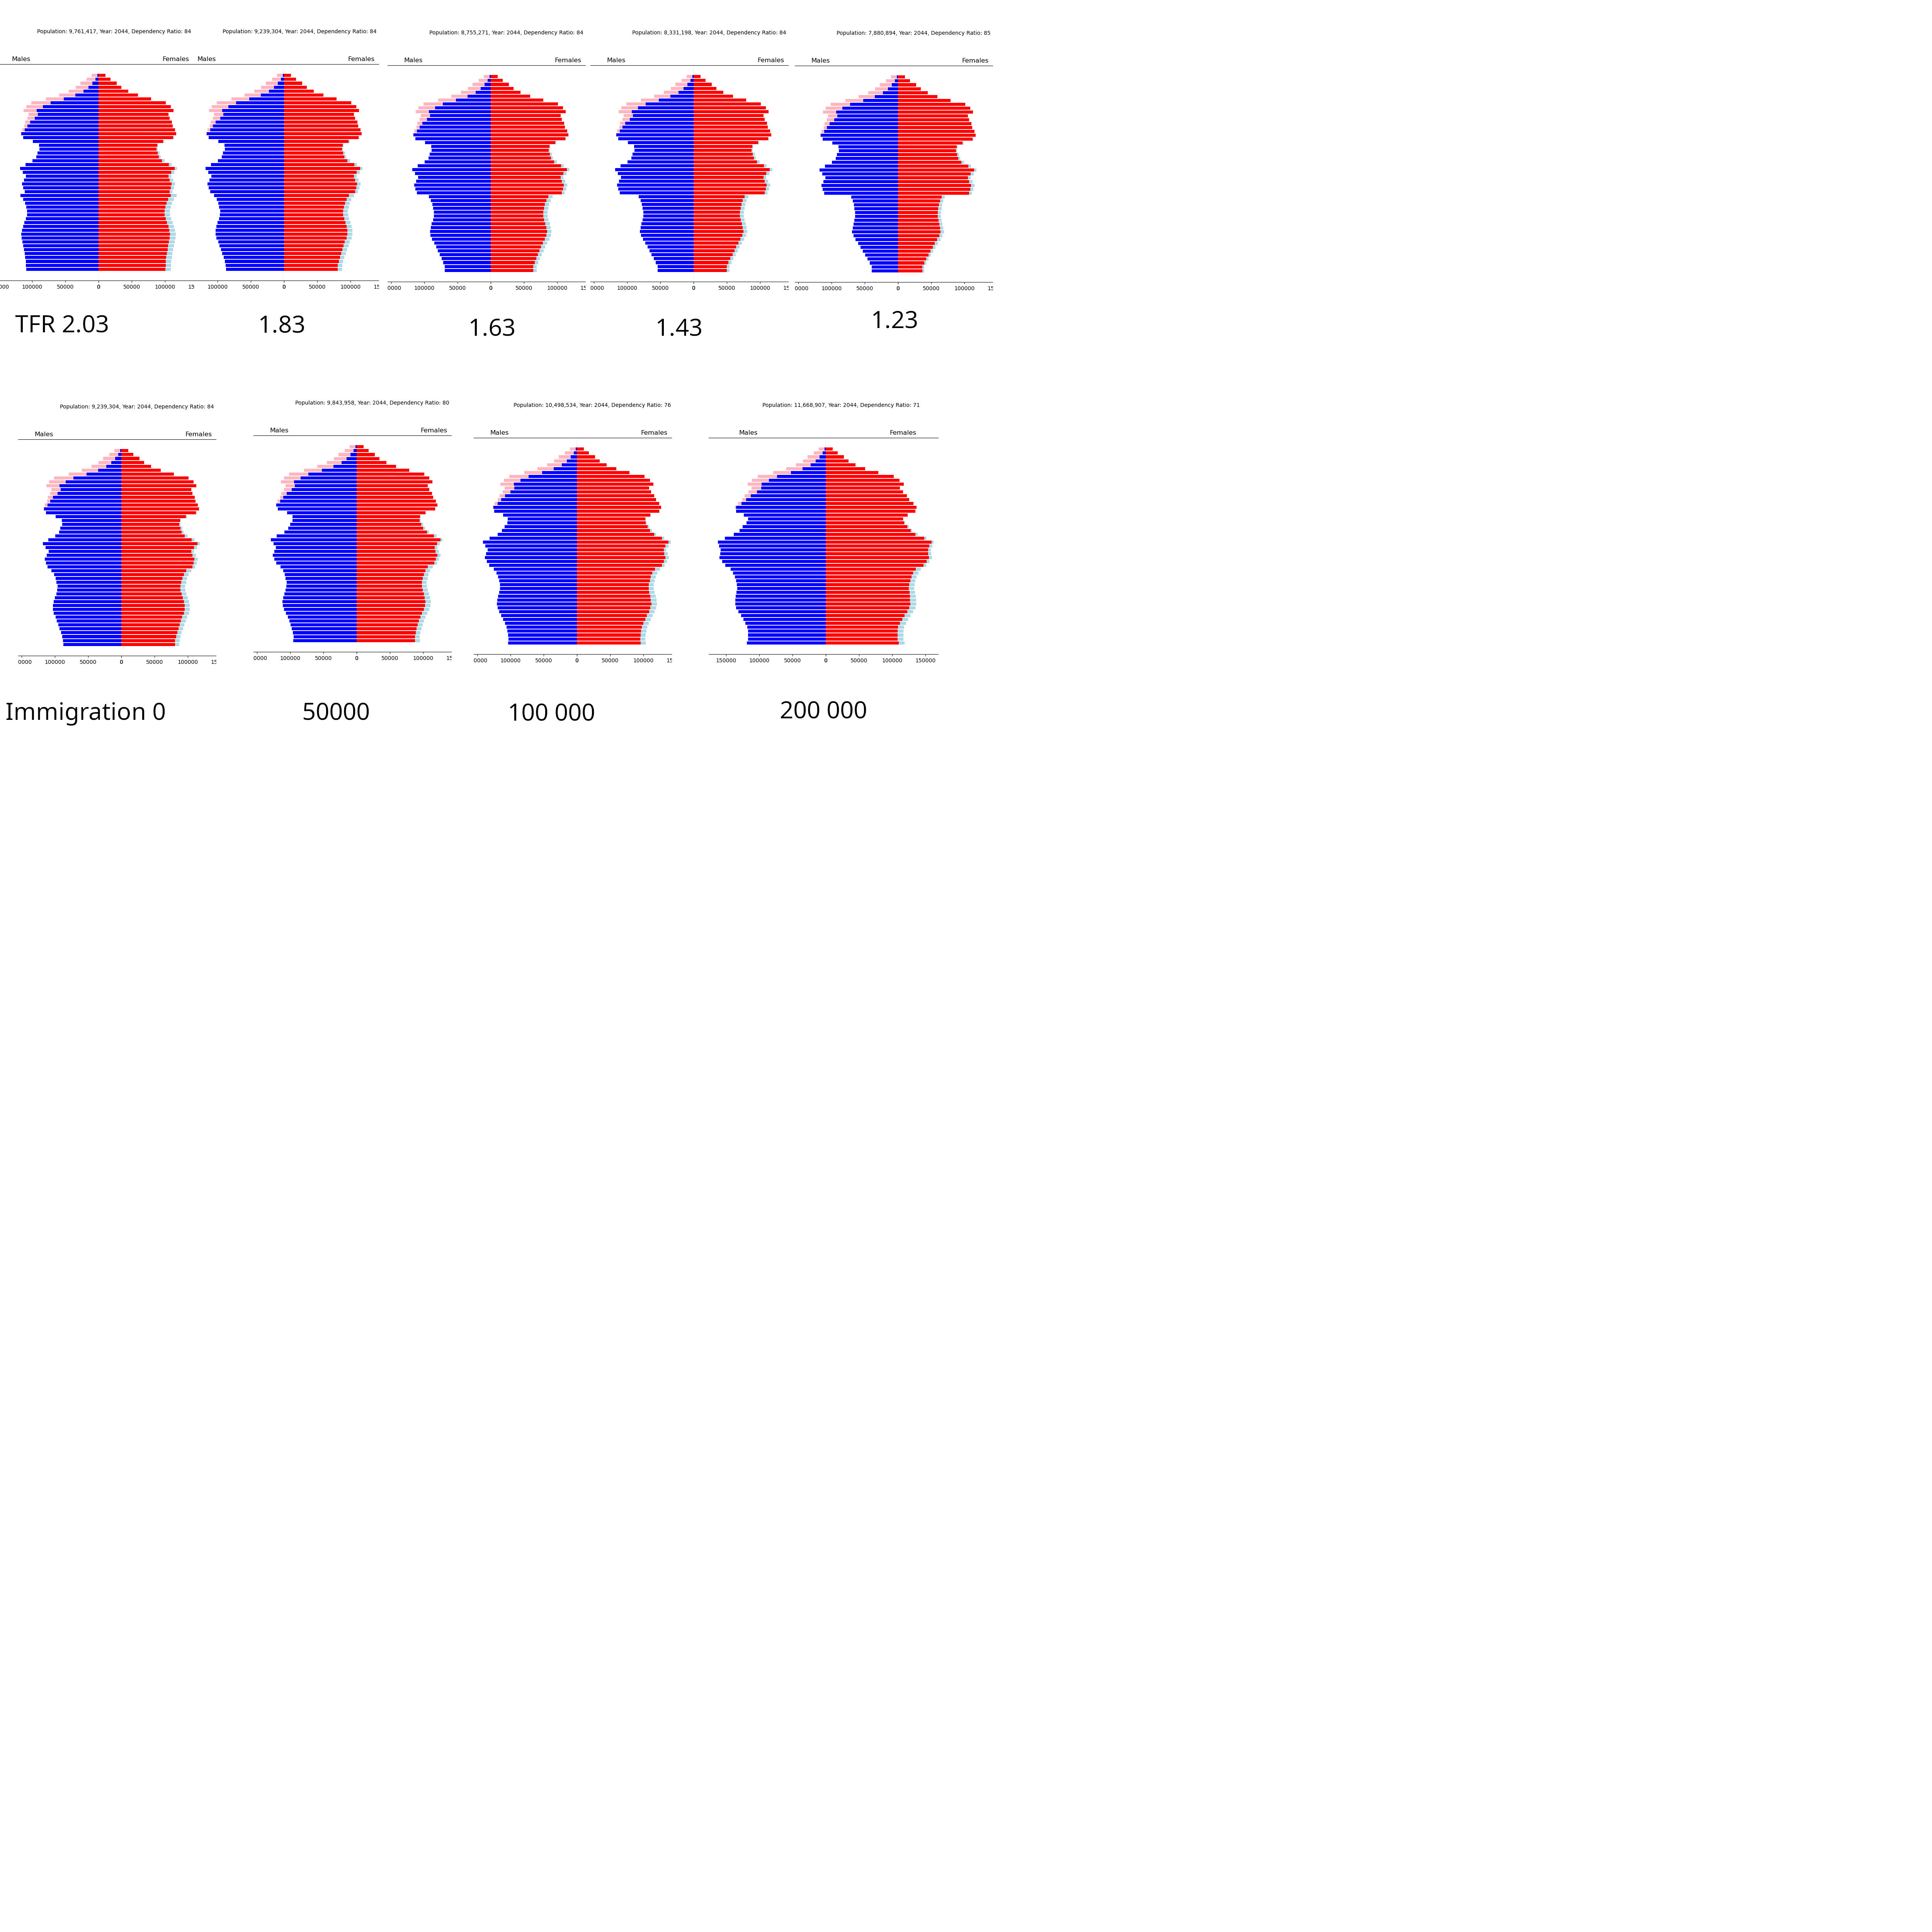 Population: 9,761,417, Year: 2044, Dependency Ratio: 84
Population: 9,239,304, Year: 2044, Dependency Ratio: 84
Population: 8,755,271, Year: 2044, Dependency Ratio: 84
Population: 8,331,198, Year: 2044, Dependency Ratio: 84
Population: 7,880,894, Year: 2044, Dependency Ratio: 85
Males Females
Males Females
Males Females
Males Females
Males Females
000 100000 50000 0 50000 100000 15
100000 50000 0 50000 100000 15
0000 100000 50000 0 50000 100000 15
0000 100000 50000 0 50000 100000 15
0000 100000 50000 0 50000 100000 15
TFR 2.03
1.83
1.63
1.43
1.23
Population: 9,239,304, Year: 2044, Dependency Ratio: 84
Population: 9,843,958, Year: 2044, Dependency Ratio: 80
Population: 10,498,534, Year: 2044, Dependency Ratio: 76
Population: 11,668,907, Year: 2044, Dependency Ratio: 71
Males Females
Males Females
Males Females
Males Females
0000 100000 50000 0 50000 100000 15
0000 100000 50000 0 50000 100000 15
0000 100000 50000 0 50000 100000 15
150000 100000 50000 0 50000 100000 150000
Immigration 0
50000
100 000
200 000